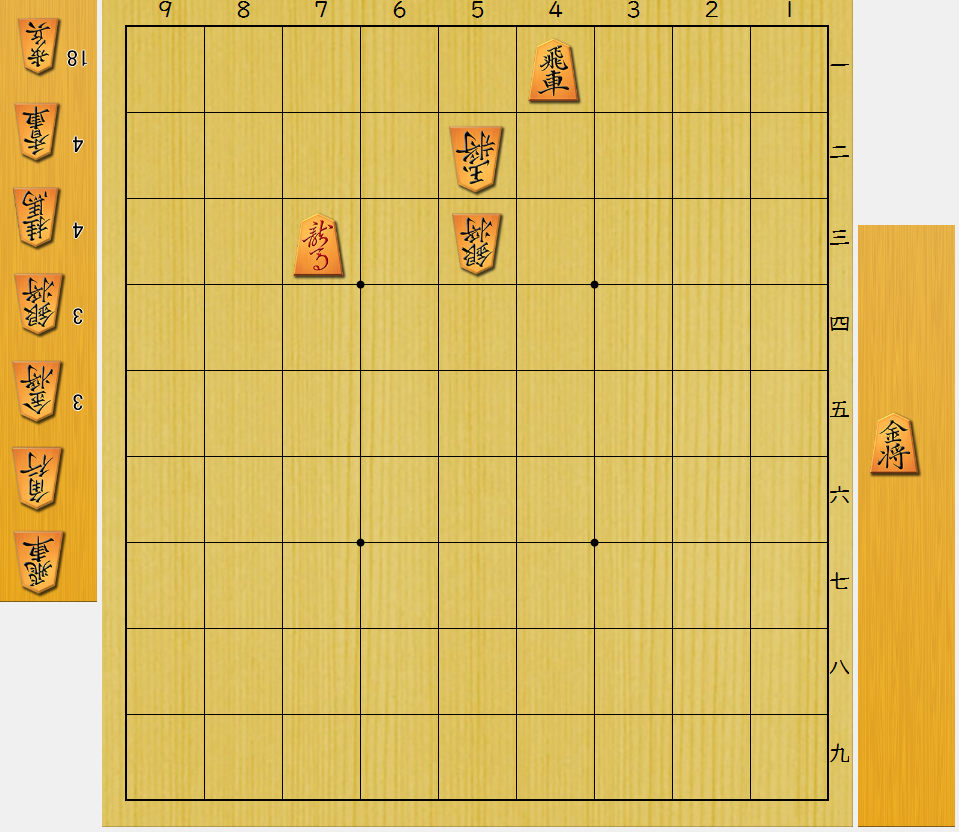 9 8 7 6 5 4 3 2 1
歩兵 18
香車 4
桂馬 4
銀将 3
金将 3
角行
飛車
飛車 一
玉将 二
龍馬 銀将 三
四
五
金将
六
七
八
九